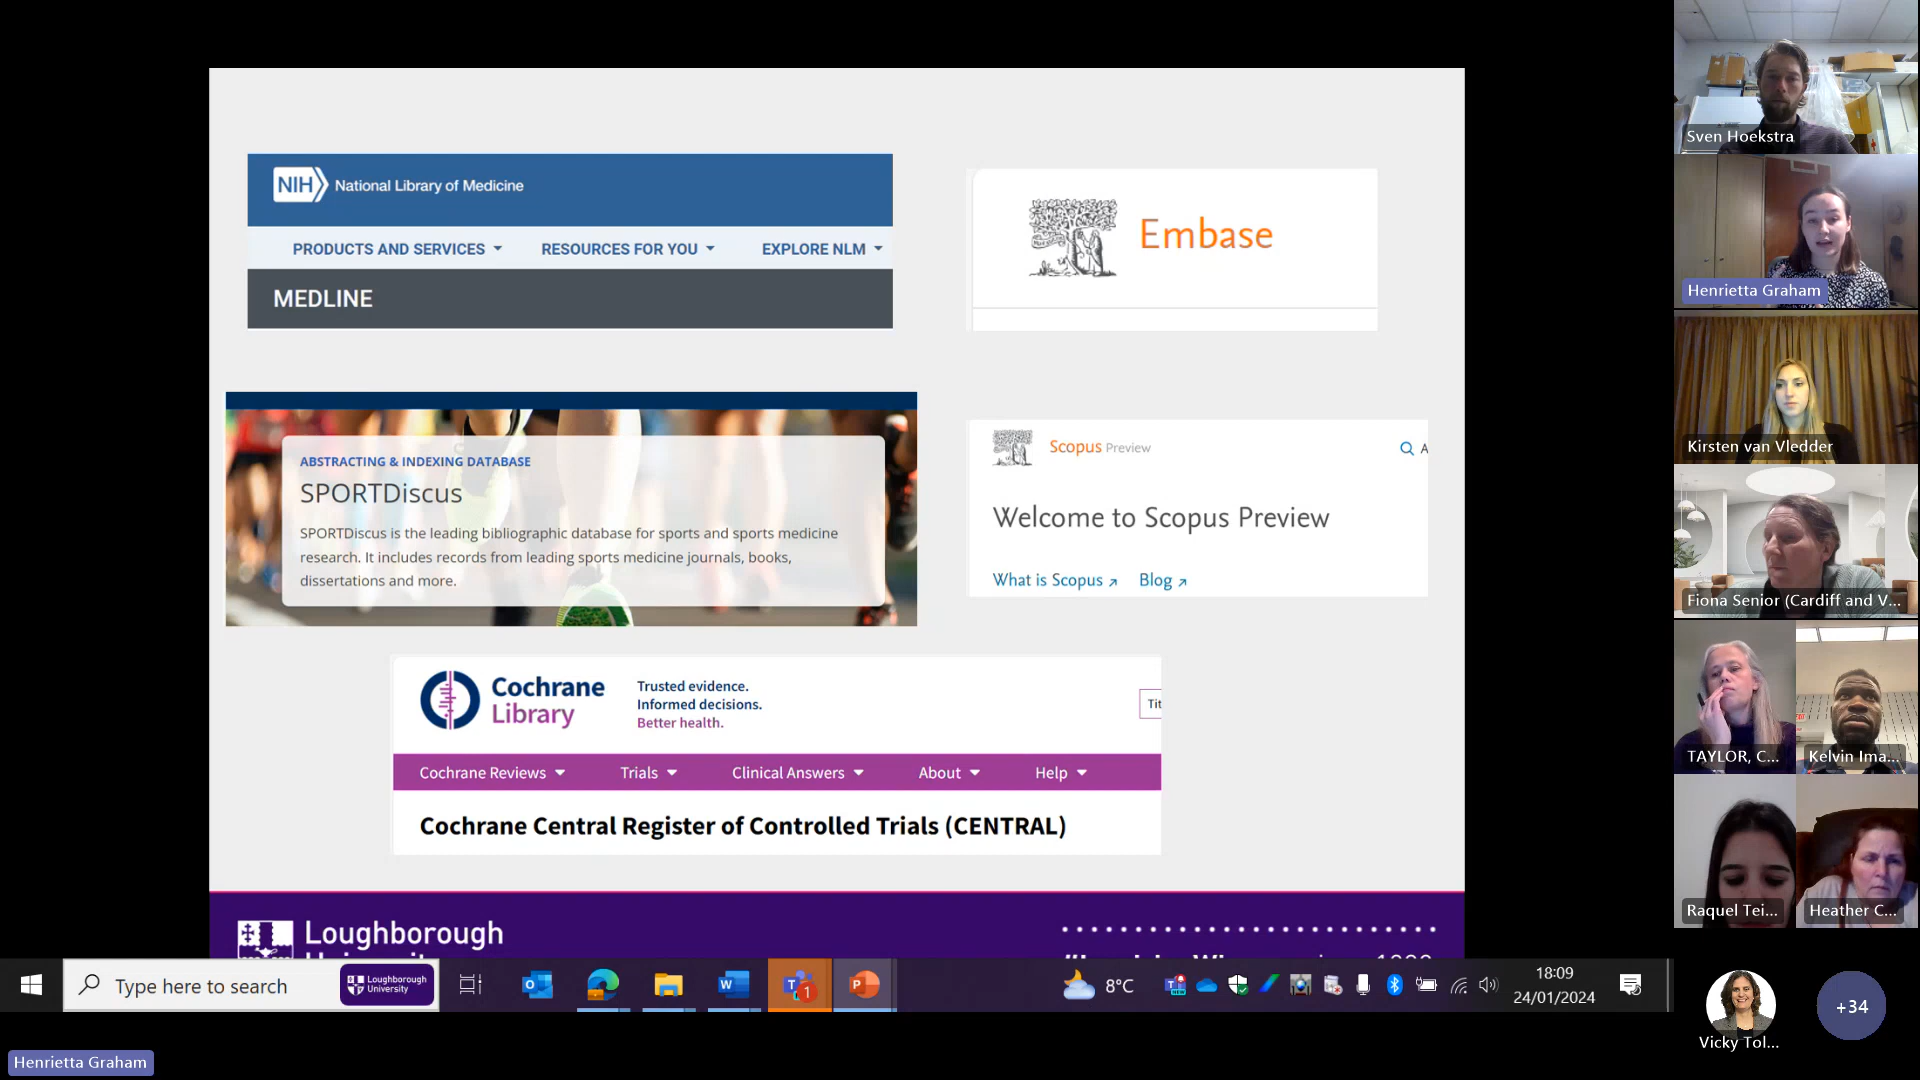 NIH National Library of Medicine
PRODUCTS AND SERVICES RESOURCES FOR YOU EXPLORE NLM
MEDLINE
Embase
ABSTRACTING & INDEXING DATABASE
SPORTDiscus
SPORTDiscus is the leading bibliographic database for sports and sports medicine
research. It includes records from leading sports medicine journals, books,
dissertations and more.
Scopus Preview
A
Welcome to Scopus Preview
What is Scopus Blog
Cochrane
Library
Trusted evidence.
Informed decisions.
Better health.
Tit
Cochrane Reviews Trials Clinical Answers About Help
Cochrane Central Register of Controlled Trials (CENTRAL)
Loughborough
Type here to search
Loughborough
University
1
8°C
18:09
24/01/2024
Henrietta Graham
Sven Hoekstra
Henrietta Graham
Kirsten van Vledder
Fiona Senior (Cardiff and V...
TAYLOR, C...
Kelvin Ima...
Raquel Tei...
Heather C...
Vicky Tol...
+34